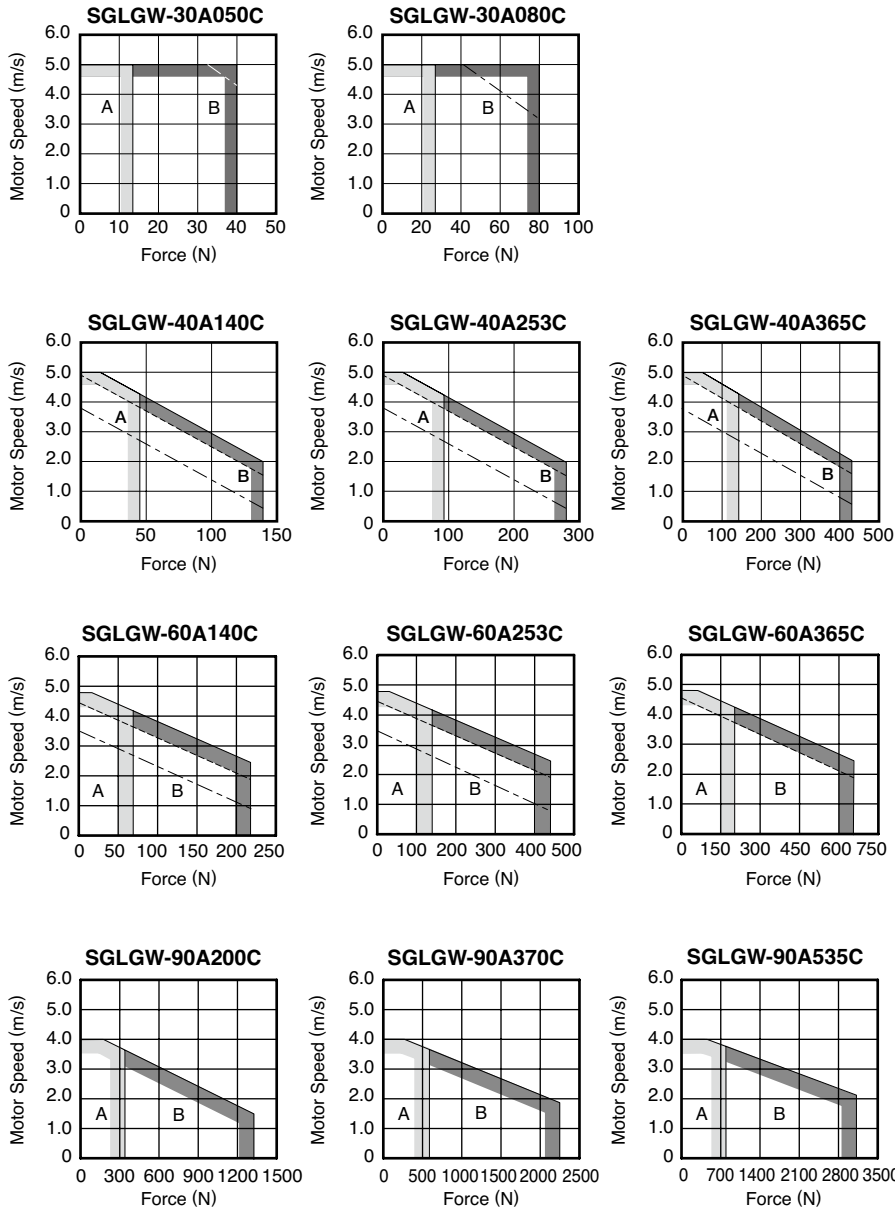 SGLGW-30A050C
Motor Speed (m/s)
6.0
5.0
4.0
3.0
2.0
1.0
0
A
B
0 10 20 30 40 50
Force (N)
SGLGW-30A080C
Motor Speed (m/s)
6.0
5.0
4.0
3.0
2.0
1.0
0
A
B
0 20 40 60 80 100
Force (N)
SGLGW-40A140C
Motor Speed (m/s)
6.0
5.0
4.0
3.0
2.0
1.0
0
A
B
0 50 100 150
Force (N)
SGLGW-40A253C
Motor Speed (m/s)
6.0
5.0
4.0
3.0
2.0
1.0
0
A
B
0 100 200 300
Force (N)
SGLGW-40A365C
Motor Speed (m/s)
6.0
5.0
4.0
3.0
2.0
1.0
0
A
B
0 100 200 300 400 500
Force (N)
SGLGW-60A140C
Motor Speed (m/s)
6.0
5.0
4.0
3.0
2.0
1.0
0
A
B
0 50 100 150 200 250
Force (N)
SGLGW-60A253C
Motor Speed (m/s)
6.0
5.0
4.0
3.0
2.0
1.0
0
A
B
0 100 200 300 400 500
Force (N)
SGLGW-60A365C
Motor Speed (m/s)
6.0
5.0
4.0
3.0
2.0
1.0
0
A
B
0 150 300 450 600 750
Force (N)
SGLGW-90A200C
Motor Speed (m/s)
6.0
5.0
4.0
3.0
2.0
1.0
0
A
B
0 300 600 900 1200 1500
Force (N)
SGLGW-90A370C
Motor Speed (m/s)
6.0
5.0
4.0
3.0
2.0
1.0
0
A
B
0 500 1000 1500 2000 2500
Force (N)
SGLGW-90A535C
Motor Speed (m/s)
6.0
5.0
4.0
3.0
2.0
1.0
0
A
B
0 700 1400 2100 2800 3500
Force (N)